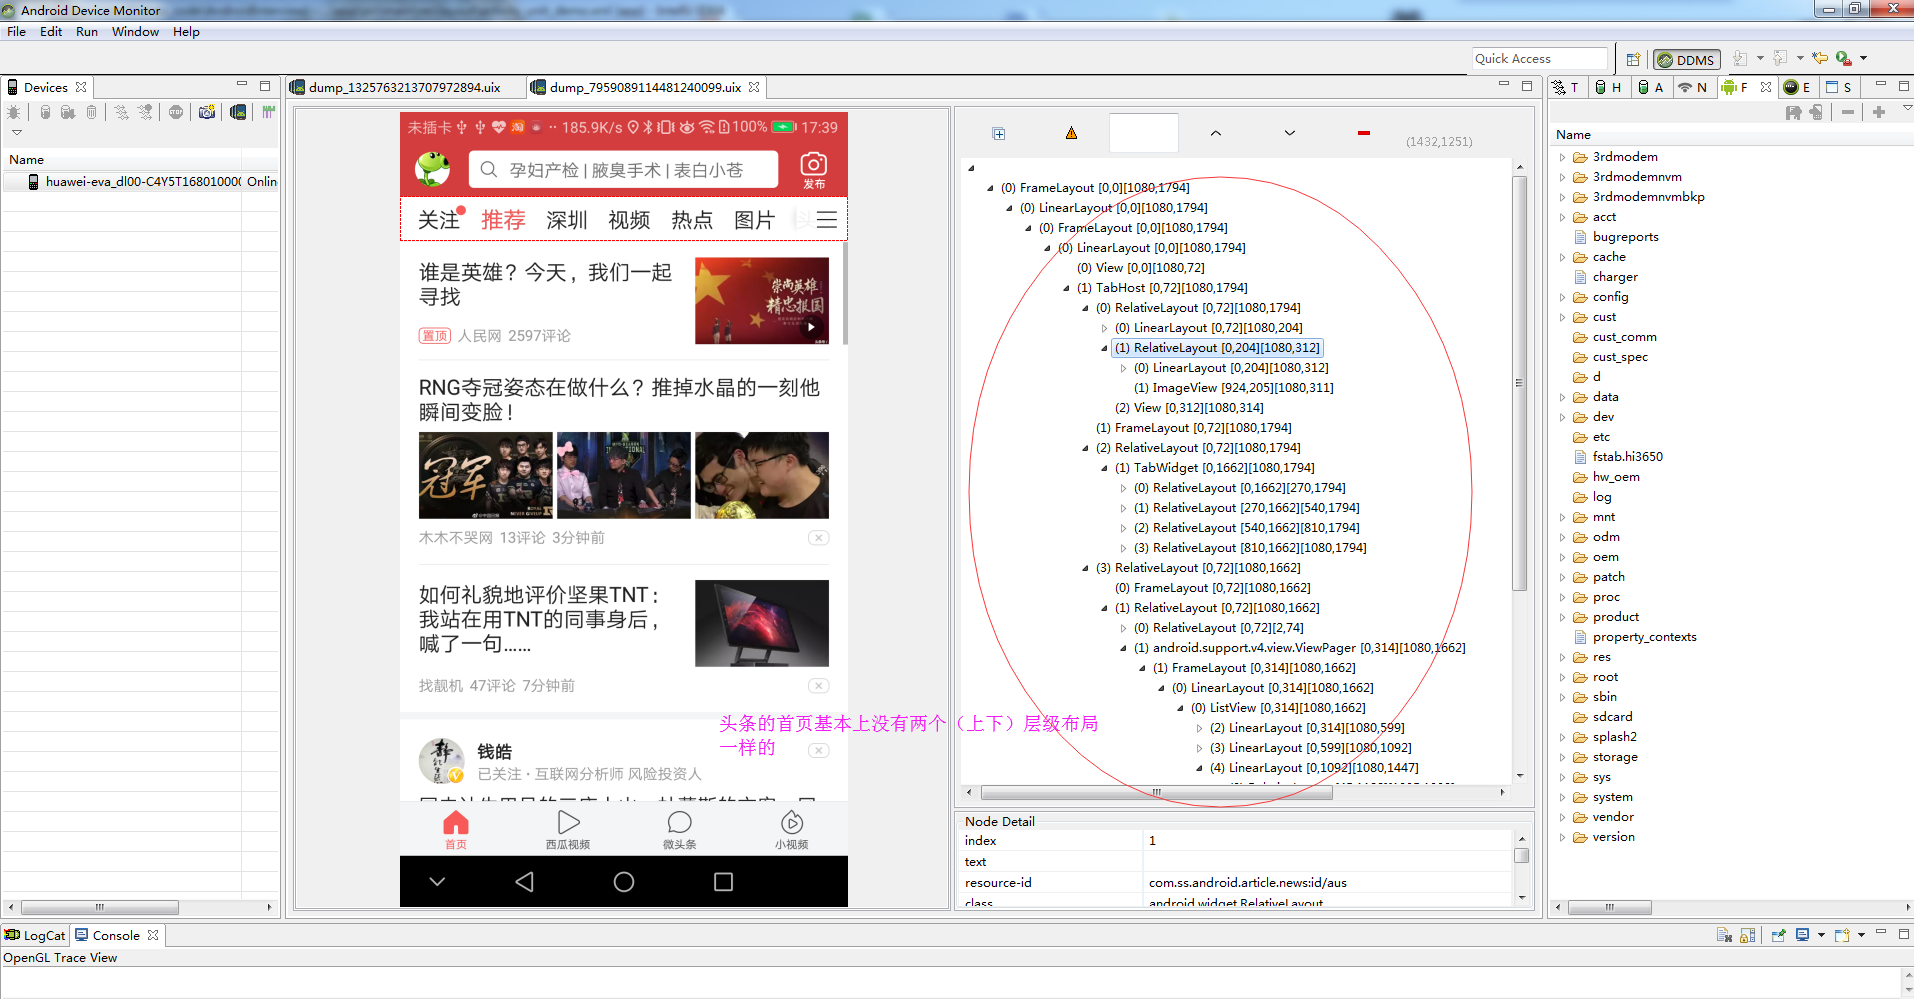 Android Device Monitor
File Edit Run Window Help
Quick Access
DDMS
Devices
dump_1325763213707972894.uix
dump_7959089114481240099.uix
T H A N F E S
Name
huawei-eva_dl00-C4Y5T168010000 Onlin
未插卡 185.9K/s 100% 17:39
孕妇产检 | 腋臭手术 | 表白小苍
发布
关注 推荐 深圳 视频 热点 图片
谁是英雄？今天，我们一起
寻找
崇尚英雄
精忠报国
置顶 人民网 2597评论
RNG夺冠姿态在做什么？推掉水晶的一刻他
瞬间变脸！
冠军
木木不哭网 13评论 3分钟前
如何礼貌地评价坚果TNT：
我站在用TNT的同事身后，
喊了一句……
找靓机 47评论 7分钟前
头条的首页基本上没有两个（上下）层级布局
一样的
钱皓
已关注 · 互联网分析师 风险投资人
首页 西瓜视频 微头条 小视频
(1432,1251)
(0) FrameLayout [0,0][1080,1794]
(0) LinearLayout [0,0][1080,1794]
(0) FrameLayout [0,0][1080,1794]
(0) LinearLayout [0,0][1080,1794]
(0) View [0,0][1080,72]
(1) TabHost [0,72][1080,1794]
(0) RelativeLayout [0,72][1080,1794]
(0) LinearLayout [0,72][1080,204]
(1) RelativeLayout [0,204][1080,312]
(0) LinearLayout [0,204][1080,312]
(1) ImageView [924,205][1080,311]
(2) View [0,312][1080,314]
(1) FrameLayout [0,72][1080,1794]
(2) RelativeLayout [0,72][1080,1794]
(1) TabWidget [0,1662][1080,1794]
(0) RelativeLayout [0,1662][270,1794]
(1) RelativeLayout [270,1662][540,1794]
(2) RelativeLayout [540,1662][810,1794]
(3) RelativeLayout [810,1662][1080,1794]
(3) RelativeLayout [0,72][1080,1662]
(0) FrameLayout [0,72][1080,1662]
(1) RelativeLayout [0,72][1080,1662]
(0) RelativeLayout [0,72][2,74]
(1) android.support.v4.view.ViewPager [0,314][1080,1662]
(1) FrameLayout [0,314][1080,1662]
(0) LinearLayout [0,314][1080,1662]
(0) ListView [0,314][1080,1662]
(2) LinearLayout [0,314][1080,599]
(3) LinearLayout [0,599][1080,1092]
(4) LinearLayout [0,1092][1080,1447]
Node Detail
index 1
text
resource-id com.ss.android.article.news:id/aus
class android.widget.RelativeLayout
Name
3rdmodem
3rdmodemnvm
3rdmodemnvmbkp
acct
bugreports
cache
charger
config
cust
cust_comm
cust_spec
d
data
dev
etc
fstab.hi3650
hw_oem
log
mnt
odm
oem
patch
proc
product
property_contexts
res
root
sbin
sdcard
splash2
storage
sys
system
vendor
version
LogCat Console
OpenGL Trace View